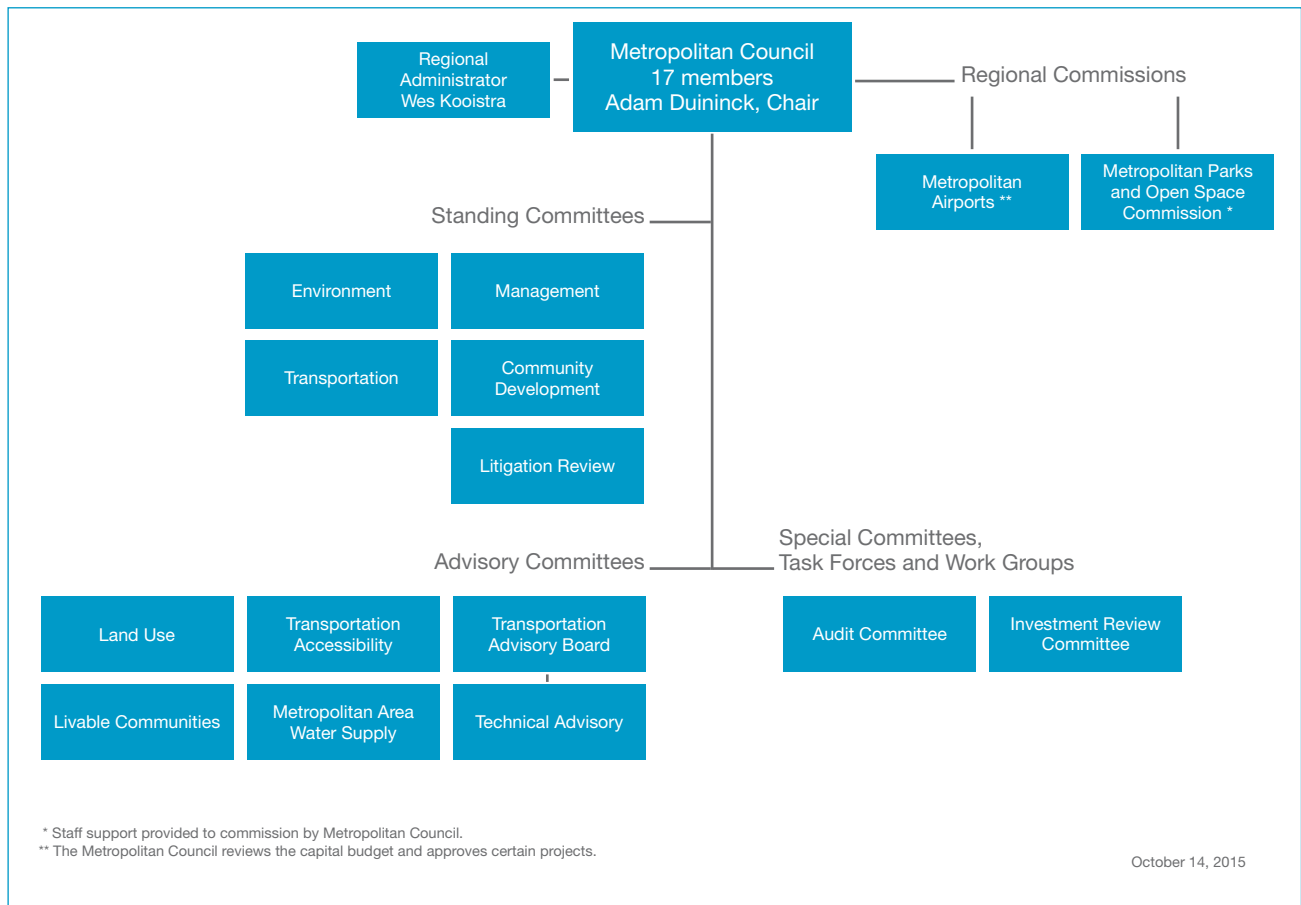 Regional
Administrator
Wes Kooistra
Metropolitan Council
17 members
Adam Duininck, Chair
Regional Commissions
Metropolitan
Airports **
Metropolitan Parks
and Open Space
Commission *
Standing Committees
Environment
Management
Transportation
Community
Development
Litigation Review
Advisory Committees
Special Committees,
Task Forces and Work Groups
Land Use
Transportation
Accessibility
Transportation
Advisory Board
Audit Committee
Investment Review
Committee
Livable Communities
Metropolitan Area
Water Supply
Technical Advisory
* Staff support provided to commission by Metropolitan Council.
** The Metropolitan Council reviews the capital budget and approves certain projects.
October 14, 2015